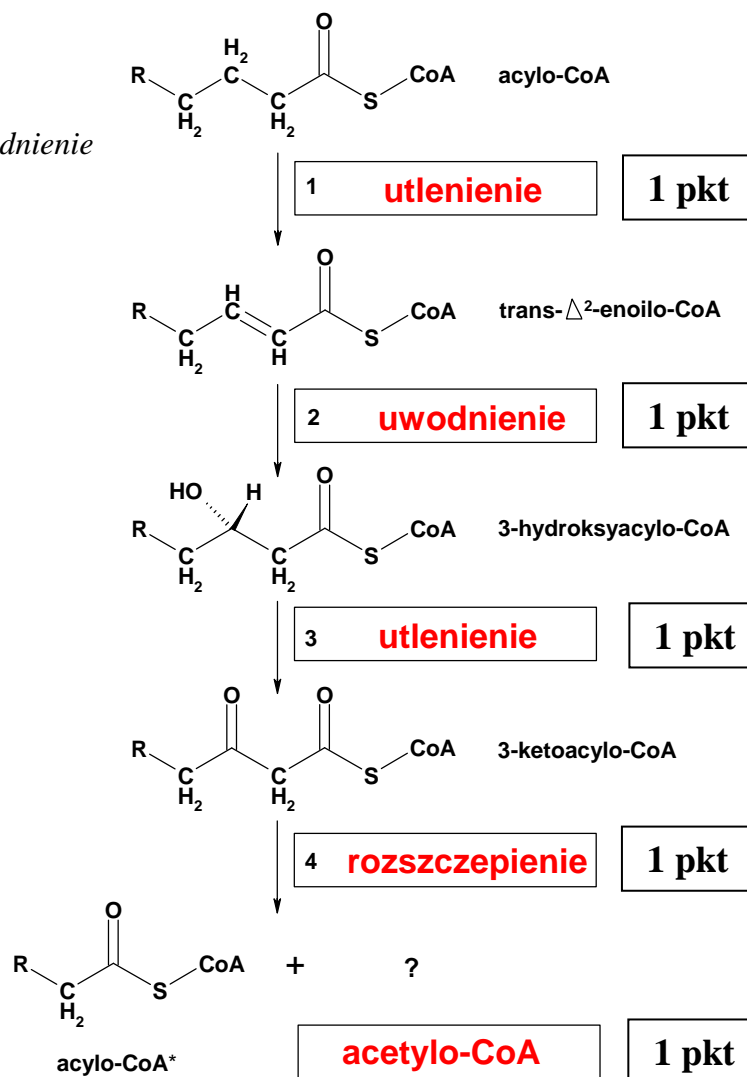 H2 O
R C CoA acylo-CoA
C C S
H2 H2
dnienie
1 utlenienie 1 pkt
H O
R C CoA trans-△²-enoilo-CoA
C C S
H2 H
2 uwodnienie 1 pkt
HO H O
R CoA 3-hydroksyacylo-CoA
C C S
H2 H2
3 utlenienie 1 pkt
O O
R CoA 3-ketoacylo-CoA
C C S
H2 H2
4 rozszczepienie 1 pkt
O
R CoA + ?
C S
H2
acylo-CoA* acetylo-CoA 1 pkt